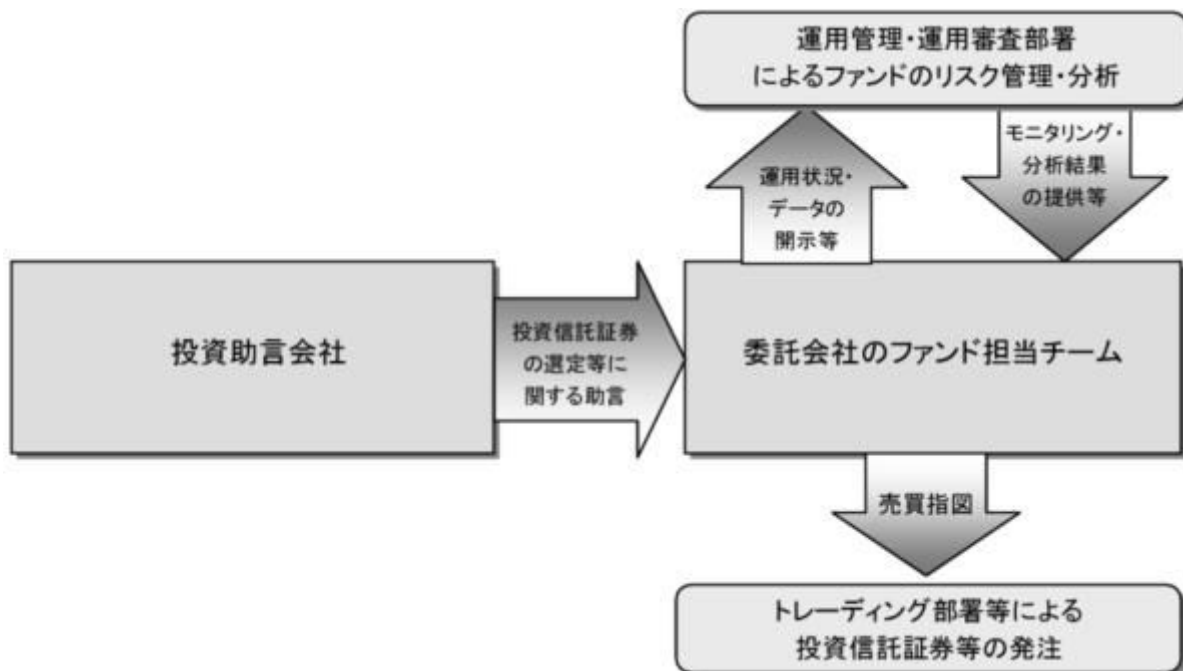 運用管理・運用審査部署
によるファンドのリスク管理・分析
運用状況・
データの
開示等
モニタリング・
分析結果
の提供等
投資助言会社
投資信託証券
の選定等に
関する助言
委託会社のファンド担当チーム
売買指図
トレーディング部署等による
投資信託証券等の発注